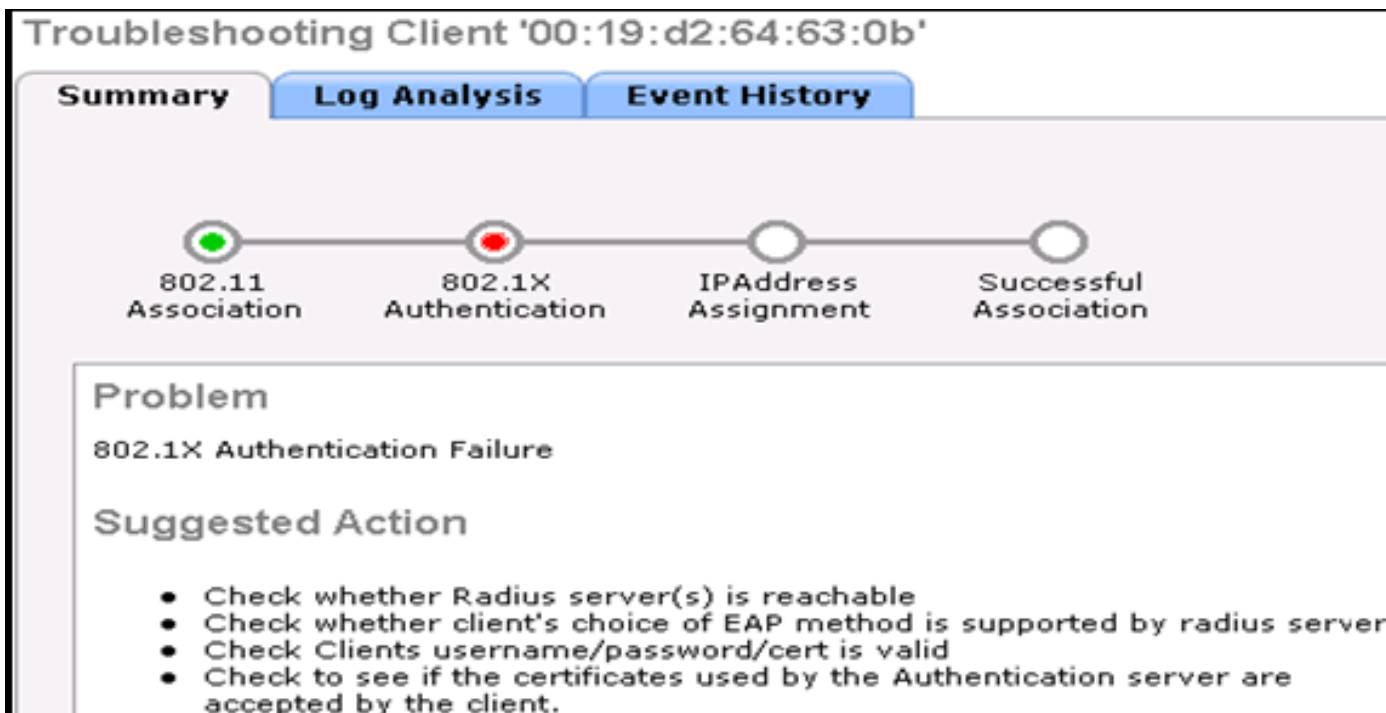 Troubleshooting Client '00:19:d2:64:63:0b'
Summary
Log Analysis
Event History
802.11
Association
802.1X
Authentication
IPAddress
Assignment
Successful
Association
Problem
802.1X Authentication Failure
Suggested Action
• Check whether Radius server(s) is reachable
• Check whether client's choice of EAP method is supported by radius server
• Check Clients username/password/cert is valid
• Check to see if the certificates used by the Authentication server are
accepted by the client.